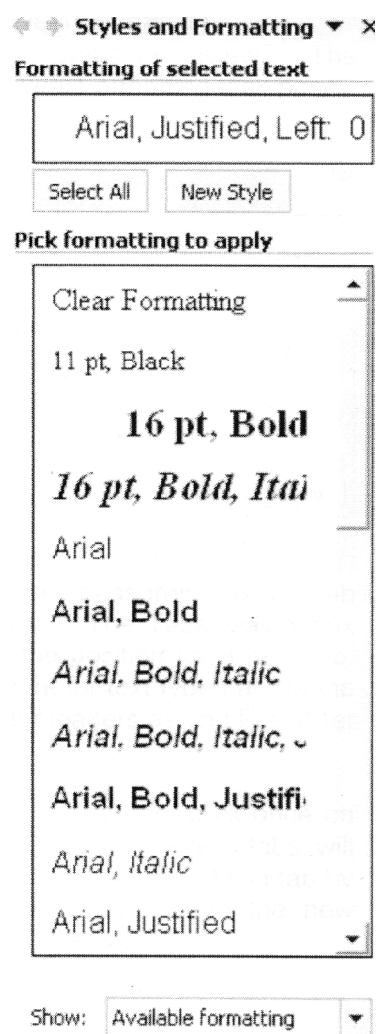 Styles and Formatting
Formatting of selected text
Arial, Justified, Left: 0
Select All New Style
Pick formatting to apply
Clear Formatting
11 pt, Black
16 pt, Bold
16 pt, Bold, Ital
Arial
Arial, Bold
Arial, Bold, Italic
Arial, Bold, Italic, J
Arial, Bold, Justifi
Arial, Italic
Arial, Justified
Show: Available formatting